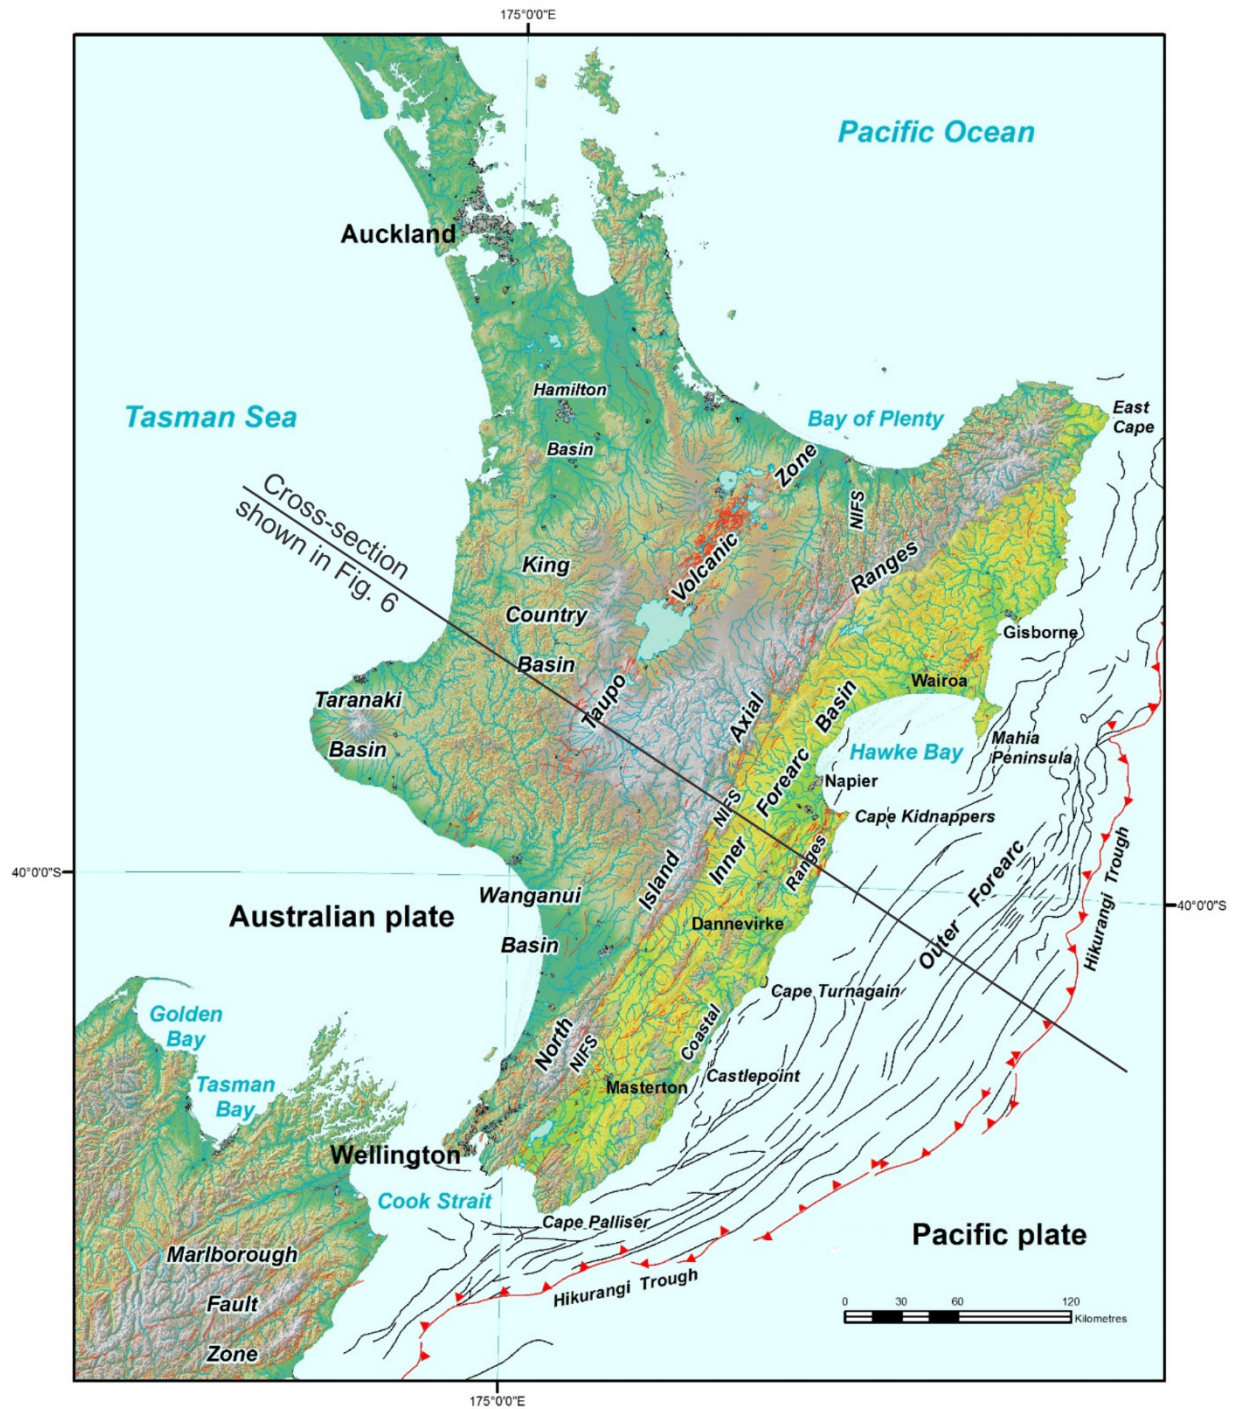 175°0'0"E
Pacific Ocean
Auckland
Hamilton
Basin
Tasman Sea
Bay of Plenty
East
Cape
Zone
NIFS
Cross-section
shown in Fig. 6
Volcanic
Ranges
King
Country
Basin
Gisborne
Taupo
Axial
Basin
Wairoa
Taranaki
Basin
Hawke Bay
Mahia
Peninsula
Napier
Forearc
NIFS
Cape Kidnappers
Inner
Ranges
Island
Forearc
Outer
Hikurangi Trough
40°0'0"S
40°0'0"S
Wanganui
Basin
Australian plate
Dannevirke
Cape Turnagain
Golden
Bay
Tasman
Bay
North
NIFS
Coastal
Castlepoint
Masterton
Wellington
Cook Strait
Cape Palliser
Pacific plate
Marlborough
Fault
Zone
Hikurangi Trough
0 30 60 120
Kilometres
175°0'0"E